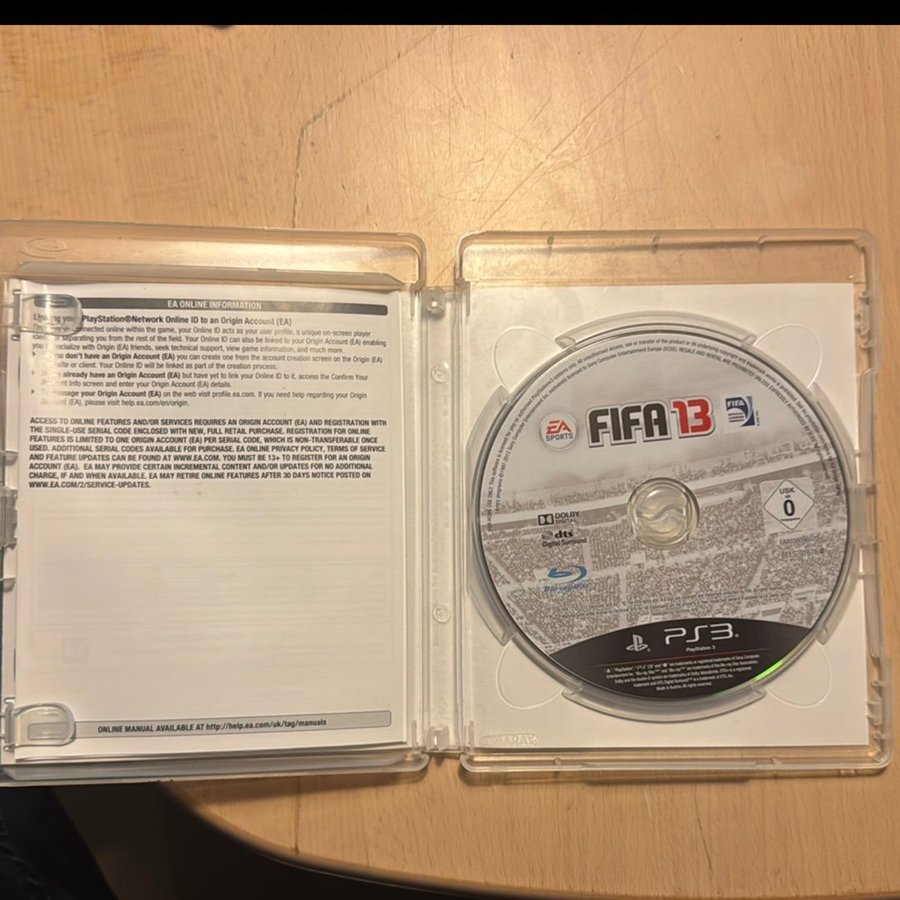 EA ONLINE INFORMATION
PlayStation®Network Online ID to an Origin Account (EA)
connected online within the game, your Online ID acts as your user profile, a unique on-screen player
separating you from the rest of the field. Your Online ID can also be linked to your Origin Account (EA) enabling
socialize with Origin (EA) friends, seek technical support, view game information, and much more.
you don't have an Origin Account (EA) you can create one from the account creation screen on the Origin (EA)
or client. Your Online ID will be linked as part of the creation process.
already have an Origin Account (EA) but have yet to link your Online ID to it, access the Confirm Your
Info screen and enter your Origin Account (EA) details.
manage your Origin Account (EA) on the web visit profile.ea.com. If you need help regarding your Origin
(EA), please visit help.ea.com/en/origin.
ACCESS TO ONLINE FEATURES AND/OR SERVICES REQUIRES AN ORIGIN ACCOUNT (EA) AND REGISTRATION WITH
THE SINGLE-USE SERIAL CODE ENCLOSED WITH NEW, FULL RETAIL PURCHASE. REGISTRATION FOR ONLINE
FEATURES IS LIMITED TO ONE ORIGIN ACCOUNT (EA) PER SERIAL CODE, WHICH IS NON-TRANSFERABLE ONCE
USED. ADDITIONAL SERIAL CODES AVAILABLE FOR PURCHASE. EA ONLINE PRIVACY POLICY, TERMS OF SERVICE
AND FEATURE UPDATES CAN BE FOUND AT WWW.EA.COM. YOU MUST BE 13+ TO REGISTER FOR AN ORIGIN
ACCOUNT (EA). EA MAY PROVIDE CERTAIN INCREMENTAL CONTENT AND/OR UPDATES FOR NO ADDITIONAL
CHARGE, IF AND WHEN AVAILABLE. EA MAY RETIRE ONLINE FEATURES AFTER 30 DAYS NOTICE POSTED ON
WWW.EA.COM/2/SERVICE-UPDATES.
ONLINE MANUAL AVAILABLE AT http://help.ea.com/uk/tag/manuals
EA
SPORTS
FIFA 13
FIFA
USK
0
DOLBY
DIGITAL
dts
Digital Surround
Blu-ray Disc
PS3
PlayStation 3
Made in Austria. All rights reserved.